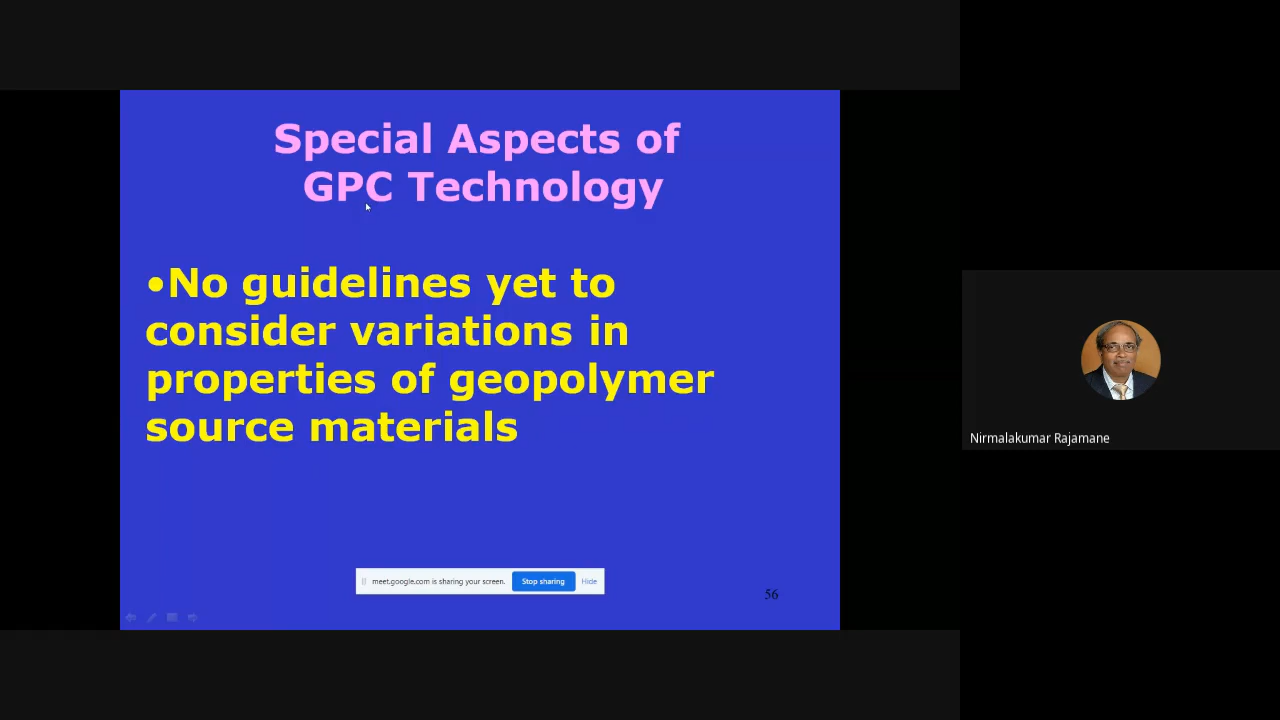 Special Aspects of
GPC Technology
•No guidelines yet to
consider variations in
properties of geopolymer
source materials
meet.google.com is sharing your screen. Stop sharing Hide
56
Nirmalakumar Rajamane